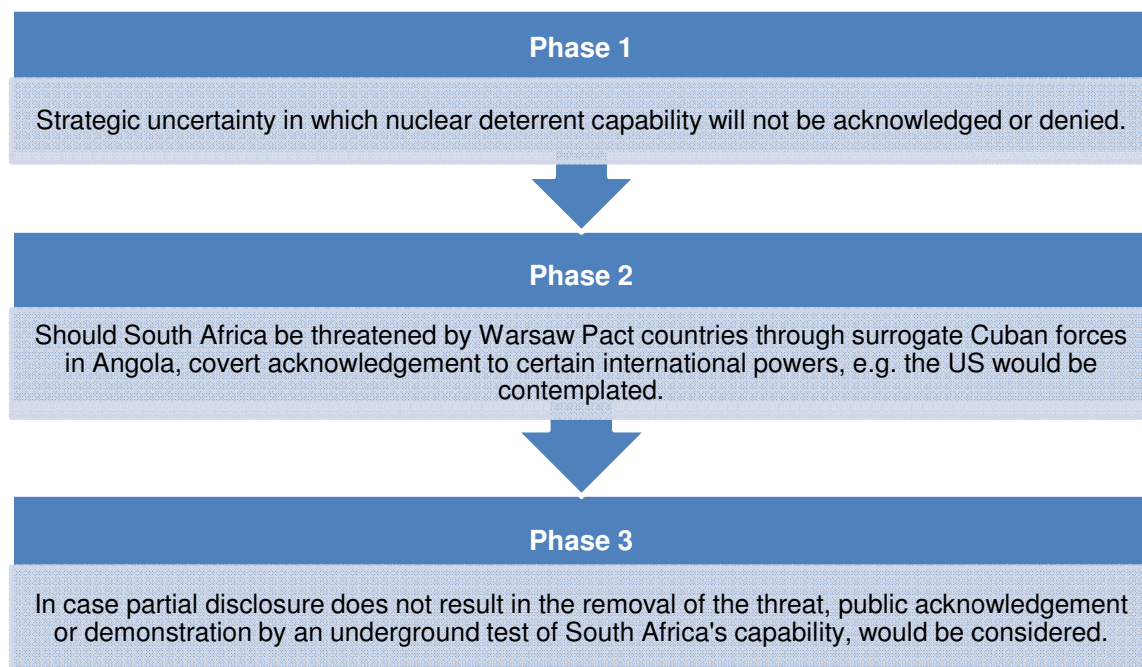 Phase 1
Strategic uncertainty in which nuclear deterrent capability will not be acknowledged or denied.
Phase 2
Should South Africa be threatened by Warsaw Pact countries through surrogate Cuban forces
in Angola, covert acknowledgement to certain international powers, e.g. the US would be
contemplated.
Phase 3
In case partial disclosure does not result in the removal of the threat, public acknowledgement
or demonstration by an underground test of South Africa's capability, would be considered.